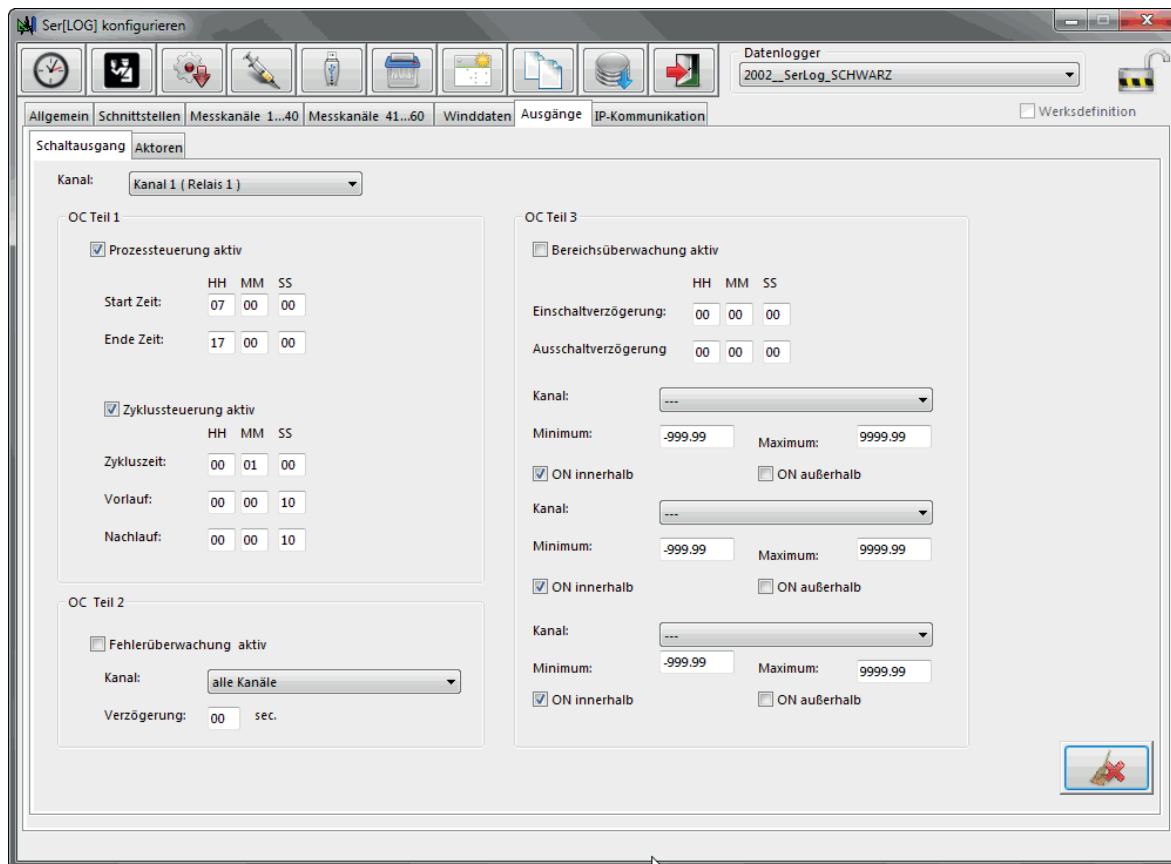 Ser[LOG] konfigurieren
Datenlogger
2002__SerLog_SCHWARZ
Allgemein Schnittstellen Messkanäle 1...40 Messkanäle 41...60 Winddaten Ausgänge IP-Kommunikation
Werksdefinition
Schaltausgang Aktoren
Kanal: Kanal 1 ( Relais 1 )
OC Teil 1
Prozessteuerung aktiv
HH MM SS
Start Zeit: 07 00 00
Ende Zeit: 17 00 00
Zyklussteuerung aktiv
HH MM SS
Zykluszeit: 00 01 00
Vorlauf: 00 00 10
Nachlauf: 00 00 10
OC Teil 2
Fehlerüberwachung aktiv
Kanal: alle Kanäle
Verzögerung: 00 sec.
OC Teil 3
Bereichsüberwachung aktiv
HH MM SS
Einschaltverzögerung: 00 00 00
Ausschaltverzögerung 00 00 00
Kanal: ---
Minimum: -999.99 Maximum: 9999.99
ON innerhalb ON außerhalb
Kanal: ---
Minimum: -999.99 Maximum: 9999.99
ON innerhalb ON außerhalb
Kanal: ---
Minimum: -999.99 Maximum: 9999.99
ON innerhalb ON außerhalb